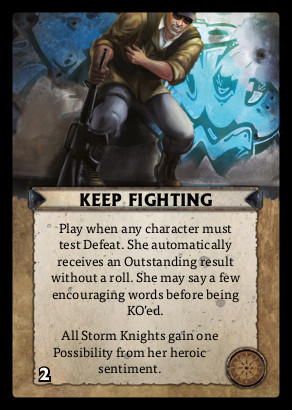 KEEP FIGHTING
Play when any character must
test Defeat. She automatically
receives an Outstanding result
without a roll. She may say a few
encouraging words before being
KO'ed.
All Storm Knights gain one
Possibility from her heroic
sentiment.
2